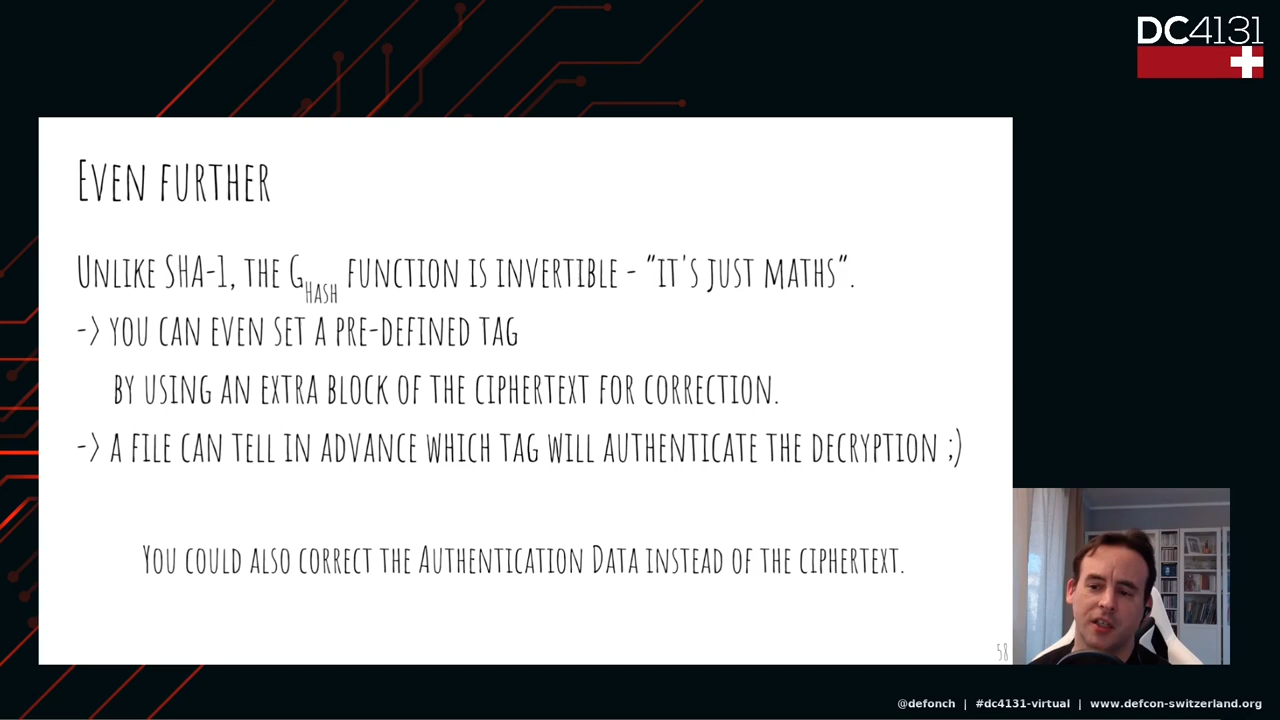 DC4131
Even further
Unlike SHA-1, the GHash function is invertible - "it's just maths".
-> you can even set a pre-defined tag
by using an extra block of the ciphertext for correction.
-> a file can tell in advance which tag will authenticate the decryption ;)
You could also correct the Authentication Data instead of the ciphertext.
58
@defonch | #dc4131-virtual | www.defcon-switzerland.org